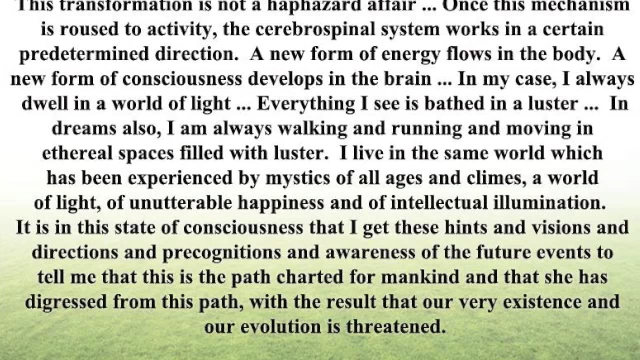 This transformation is not a haphazard affair ... Once this mechanism
is roused to activity, the cerebrospinal system works in a certain
predetermined direction.  A new form of energy flows in the body.  A
new form of consciousness develops in the brain ... In my case, I always
dwell in a world of light ... Everything I see is bathed in a luster ...  In
dreams also, I am always walking and running and moving in
ethereal spaces filled with luster.  I live in the same world which
has been experienced by mystics of all ages and climes, a world
of light, of unutterable happiness and of intellectual illumination.
It is in this state of consciousness that I get these hints and visions and
directions and precognitions and awareness of the future events to
tell me that this is the path charted for mankind and that she has
digressed from this path, with the result that our very existence and
our evolution is threatened.